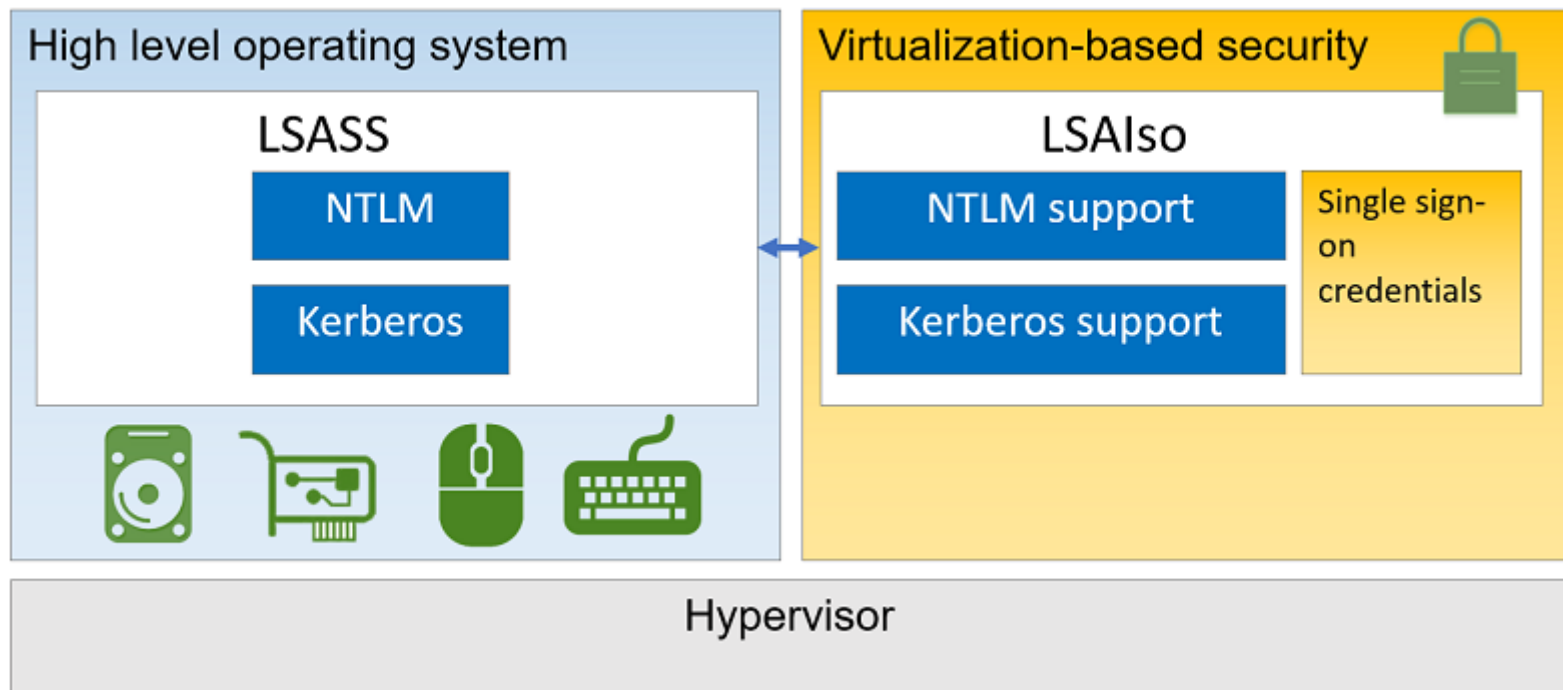 High level operating system
LSASS
NTLM
Kerberos
Virtualization-based security
LSAIso
NTLM support
Kerberos support
Single sign-
on
credentials
Hypervisor